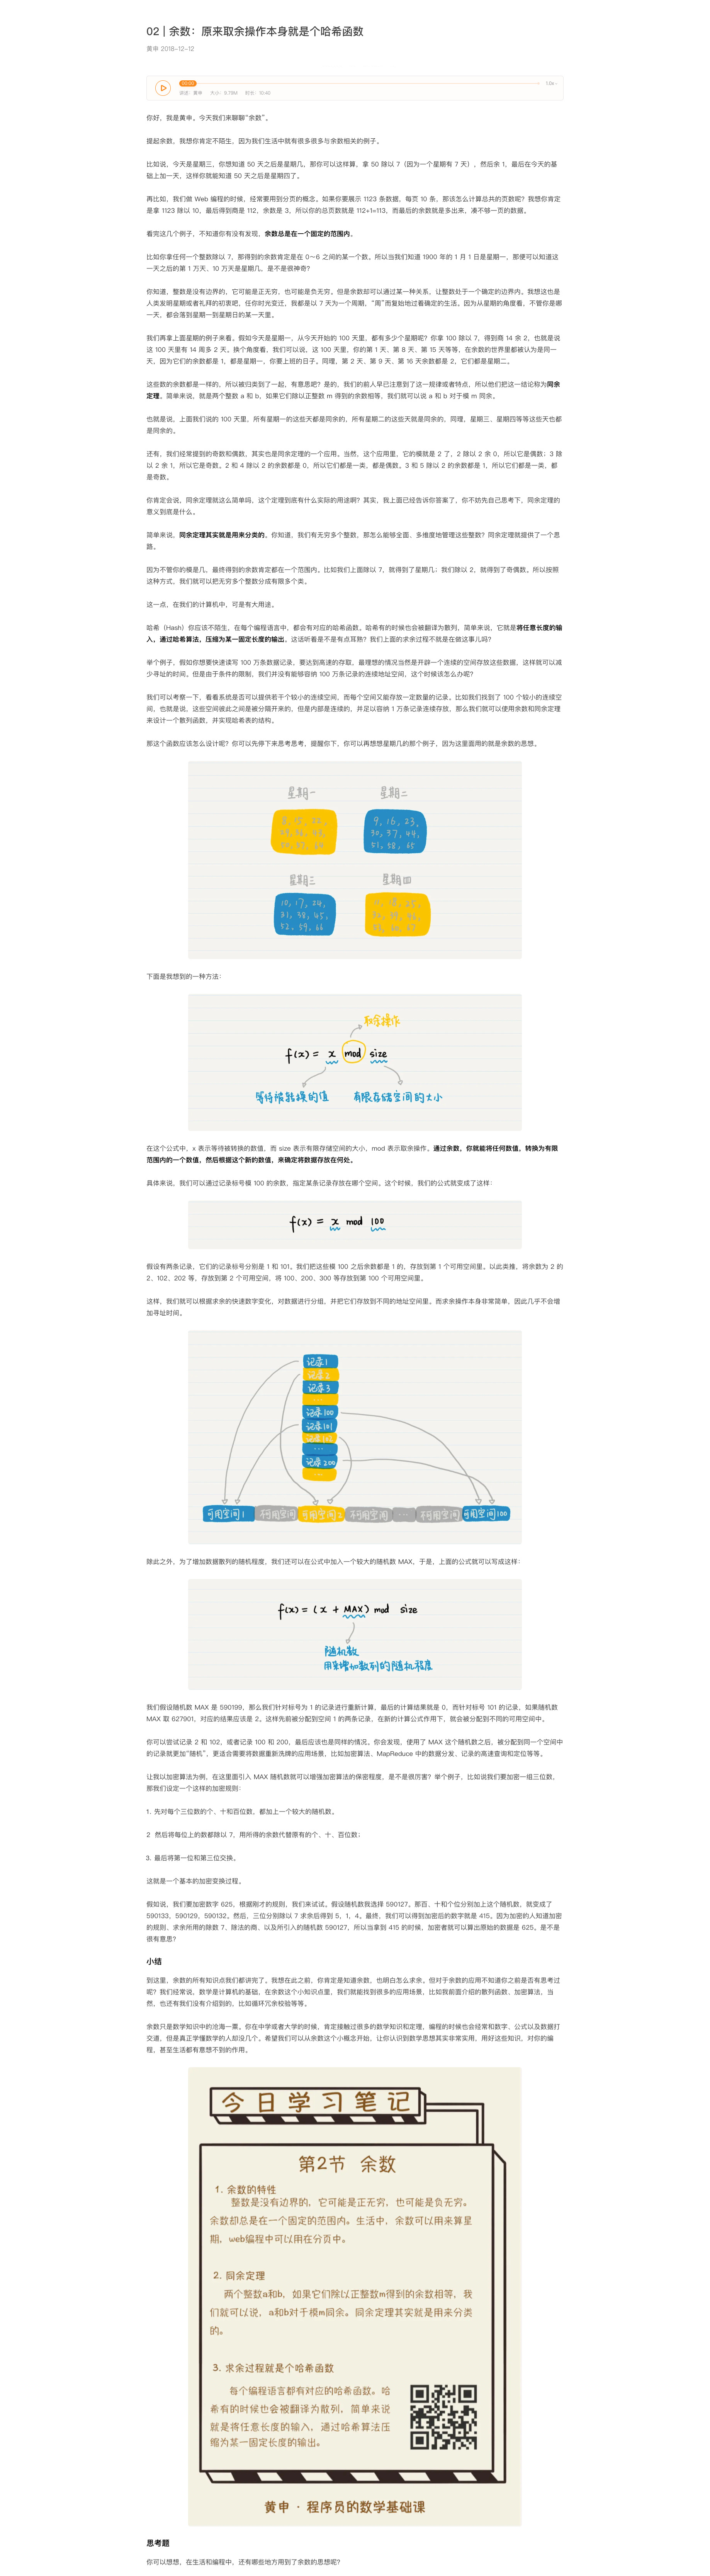 02 | 余数：原来取余操作本身就是个哈希函数
黄申 2018-12-12
00:00
1.0x
讲述：黄申 大小：9.78M 时长：10:40
你好，我是黄申。今天我们来聊聊“余数”。
提起余数，我想你肯定不陌生，因为我们生活中就有很多很多与余数相关的例子。
比如说，今天是星期三，你想知道 50 天之后是星期几，那你可以这样算，拿 50 除以 7（因为一个星期有 7 天），然后余 1，最后在今天的基
础上加一天，这样你就能知道 50 天之后是星期四了。
再比如，我们做 Web 编程的时候，经常要用到分页的概念。如果你要展示 1123 条数据，每页 10 条，那该怎么计算总共的页数呢？我想你肯定
是拿 1123 除以 10，最后得到商是 112，余数是 3，所以你的总页数就是 112+1=113，而最后的余数就是多出来，凑不够一页的数据。
看完这几个例子，不知道你有没有发现，余数总是在一个固定的范围内。
比如你拿任何一个整数除以 7，那得到的余数肯定是在 0～6 之间的某一个数。所以当我们知道 1900 年的 1 月 1 日是星期一，那便可以知道这
一天之后的第 1 万天、10 万天是星期几，是不是很神奇？
你知道，整数是没有边界的，它可能是正无穷，也可能是负无穷。但是余数却可以通过某一种关系，让整数处于一个确定的边界内。我想这也是
人类发明星期或者礼拜的初衷吧，任你时光变迁，我都是以 7 天为一个周期，“周”而复始地过着确定的生活。因为从星期的角度看，不管你是哪
一天，都会落到星期一到星期日的某一天里。
我们再拿上面星期的例子来看。假如今天是星期一，从今天开始的 100 天里，都有多少个星期呢？你拿 100 除以 7，得到商 14 余 2，也就是说
这 100 天里有 14 周多 2 天。换个角度看，我们可以说，这 100 天里，你的第 1 天、第 8 天、第 15 天等等，在余数的世界里都被认为是同一
天，因为它们的余数都是 1，都是星期一，你要上班的日子。同理，第 2 天、第 9 天、第 16 天余数都是 2，它们都是星期二。
这些数的余数都是一样的，所以被归类到了一起，有意思吧？是的，我们的前人早已注意到了这一规律或者特点，所以他们把这一结论称为同余
定理。简单来说，就是两个整数 a 和 b，如果它们除以正整数 m 得到的余数相等，我们就可以说 a 和 b 对于模 m 同余。
也就是说，上面我们说的 100 天里，所有星期一的这些天都是同余的，所有星期二的这些天就是同余的，同理，星期三、星期四等等这些天也都
是同余的。
还有，我们经常提到的奇数和偶数，其实也是同余定理的一个应用。当然，这个应用里，它的模就是 2 了，2 除以 2 余 0，所以它是偶数；3 除
以 2 余 1，所以它是奇数。2 和 4 除以 2 的余数都是 0，所以它们都是一类，都是偶数。3 和 5 除以 2 的余数都是 1，所以它们都是一类，都
是奇数。
你肯定会说，同余定理就这么简单吗，这个定理到底有什么实际的用途啊？其实，我上面已经告诉你答案了，你不妨先自己思考下，同余定理的
意义到底是什么。
简单来说，同余定理其实就是用来分类的。你知道，我们有无穷多个整数，那怎么能够全面、多维度地管理这些整数？同余定理就提供了一个思
路。
因为不管你的模是几，最终得到的余数肯定都在一个范围内。比如我们上面除以 7，就得到了星期几；我们除以 2，就得到了奇偶数。所以按照
这种方式，我们就可以把无穷多个整数分成有限多个类。
这一点，在我们的计算机中，可是有大用途。
哈希（Hash）你应该不陌生，在每个编程语言中，都会有对应的哈希函数。哈希有的时候也会被翻译为散列，简单来说，它就是将任意长度的输
入，通过哈希算法，压缩为某一固定长度的输出。这话听着是不是有点耳熟？我们上面的求余过程不就是在做这事儿吗？
举个例子，假如你想要快速读写 100 万条数据记录，要达到高速的存取，最理想的情况当然是开辟一个连续的空间存放这些数据，这样就可以减
少寻址的时间。但是由于条件的限制，我们并没有能够容纳 100 万条记录的连续地址空间，这个时候该怎么办呢？
我们可以考察一下，看看系统是否可以提供若干个较小的连续空间，而每个空间又能存放一定数量的记录。比如我们找到了 100 个较小的连续空
间，也就是说，这些空间彼此之间是被分隔开来的，但是内部是连续的，并足以容纳 1 万条记录连续存放，那么我们就可以使用余数和同余定理
来设计一个散列函数，并实现哈希表的结构。
那这个函数应该怎么设计呢？你可以先停下来思考思考，提醒你下，你可以再想想星期几的那个例子，因为这里面用的就是余数的思想。
星期一 星期二
8, 15, 22,
9, 16, 23,
30, 37, 44,
51, 58, 65
星期三 星期四
10, 17, 24,
31, 38, 45,
52, 59, 66
11, 18, 25,
下面是我想到的一种方法：
取余操作
f(x) = x mod size
等待被转换的值 有限存储空间的大小
在这个公式中，x 表示等待被转换的数值，而 size 表示有限存储空间的大小，mod 表示取余操作。通过余数，你就能将任何数值，转换为有限
范围内的一个数值，然后根据这个新的数值，来确定将数据存放在何处。
具体来说，我们可以通过记录标号模 100 的余数，指定某条记录存放在哪个空间。这个时候，我们的公式就变成了这样：
f(x) = x mod 100
假设有两条记录，它们的记录标号分别是 1 和 101。我们把这些模 100 之后余数都是 1 的，存放到第 1 个可用空间里。以此类推，将余数为 2 的
2、102、202 等，存放到第 2 个可用空间，将 100、200、300 等存放到第 100 个可用空间里。
这样，我们就可以根据求余的快速数字变化，对数据进行分组，并把它们存放到不同的地址空间里。而求余操作本身非常简单，因此几乎不会增
加寻址时间。
记录1
记录2
记录3
...
记录100
记录101
记录102
...
记录200
...
可用空间1 不可用空间 可用空间2 不可用空间 ... 不可用空间 可用空间100
除此之外，为了增加数据散列的随机程度，我们还可以在公式中加入一个较大的随机数 MAX，于是，上面的公式就可以写成这样：
f(x) = (x + MAX) mod size
随机数
用来增加数列的随机程度
我们假设随机数 MAX 是 590199，那么我们针对标号为 1 的记录进行重新计算，最后的计算结果就是 0，而针对标号 101 的记录，如果随机数
MAX 取 627901，对应的结果应该是 2。这样先前被分配到空间 1 的两条记录，在新的计算公式作用下，就会被分配到不同的可用空间中。
你可以尝试记录 2 和 102，或者记录 100 和 200，最后应该也是同样的情况。你会发现，使用了 MAX 这个随机数之后，被分配到同一个空间中
的记录就更加“随机”，更适合需要将数据重新洗牌的应用场景，比如加密算法、MapReduce 中的数据分发、记录的高速查询和定位等等。
让我以加密算法为例，在这里面引入 MAX 随机数就可以增强加密算法的保密程度，是不是很厉害？举个例子，比如说我们要加密一组三位数，
那我们设定一个这样的加密规则：
1. 先对每个三位数的个、十和百位数，都加上一个较大的随机数。
2 然后将每位上的数都除以 7，用所得的余数代替原有的个、十、百位数；
3. 最后将第一位和第三位交换。
这就是一个基本的加密变换过程。
假如说，我们要加密数字 625，根据刚才的规则，我们来试试。假设随机数我选择 590127。那百、十和个位分别加上这个随机数，就变成了
590133，590129，590132。然后，三位分别除以 7 求余后得到 5，1，4。最终，我们可以得到加密后的数字就是 415。因为加密的人知道加密
的规则、求余所用的除数 7、除法的商、以及所引入的随机数 590127，所以当拿到 415 的时候，加密者就可以算出原始的数据是 625。是不是
很有意思？
小结
到这里，余数的所有知识点我们都讲完了。我想在此之前，你肯定是知道余数，也明白怎么求余。但对于余数的应用不知道你之前是否有思考过
呢？我们经常说，数学是计算机的基础，在余数这个小知识点里，我们就能找到很多的应用场景，比如我前面介绍的散列函数、加密算法，当
然，也还有我们没有介绍到的，比如循环冗余校验等等。
余数只是数学知识中的沧海一粟。你在中学或者大学的时候，肯定接触过很多的数学知识和定理，编程的时候也会经常和数字、公式以及数据打
交道，但是真正学懂数学的人却没几个。希望我们可以从余数这个小概念开始，让你认识到数学思想其实非常实用，用好这些知识，对你的编
程，甚至生活都有意想不到的作用。
今日学习笔记
第2节 余数
1. 余数的特性
整数是没有边界的，它可能是正无穷，也可能是负无穷。
余数却总是在一个固定的范围内。生活中，余数可以用来算星
期，web编程中可以用在分页中。
2. 同余定理
两个整数a和b，如果它们除以正整数m得到的余数相等，我
们就可以说，a和b对于模m同余。同余定理其实就是用来分类
的。
3. 求余过程就是个哈希函数
每个编程语言都有对应的哈希函数。哈
希有的时候也会被翻译为散列，简单来说
就是将任意长度的输入，通过哈希算法压
缩为某一固定长度的输出。
黄申 · 程序员的数学基础课
思考题
你可以想想，在生活和编程中，还有哪些地方用到了余数的思想呢？